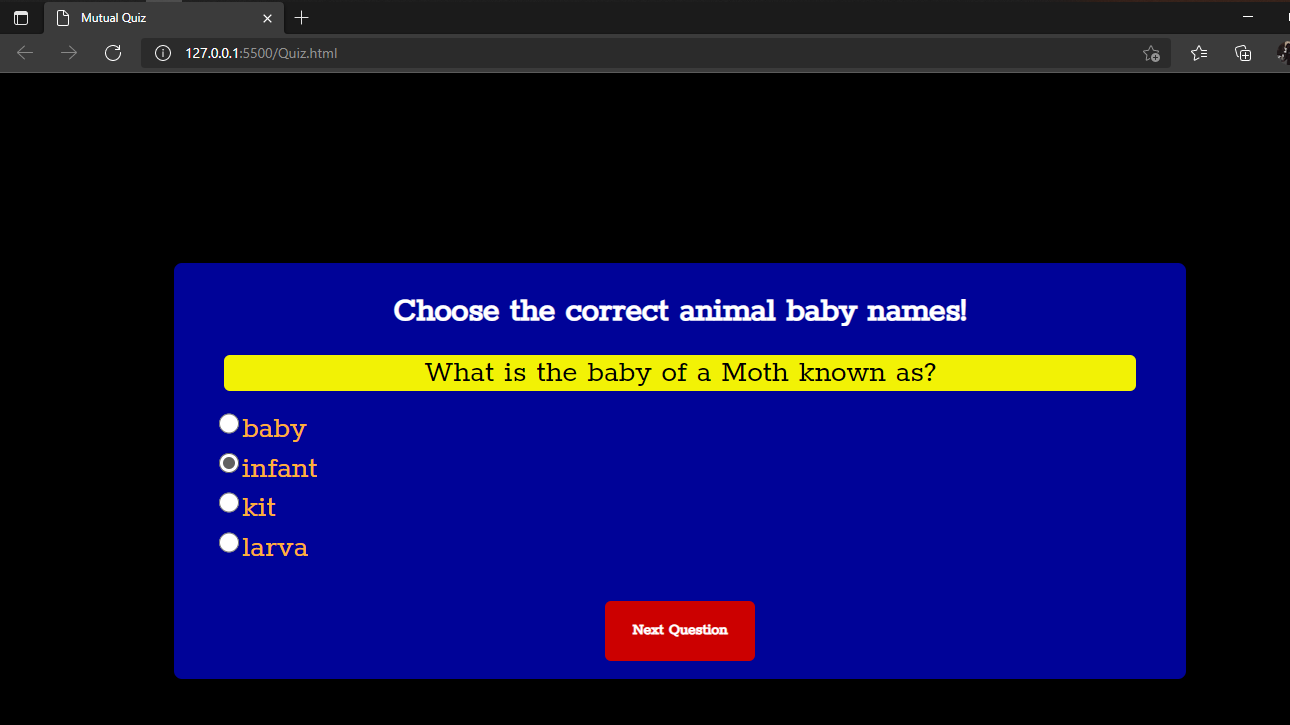 Mutual Quiz
127.0.0.1:5500/Quiz.html
Choose the correct animal baby names!
What is the baby of a Moth known as?
baby
infant
kit
larva
Next Question